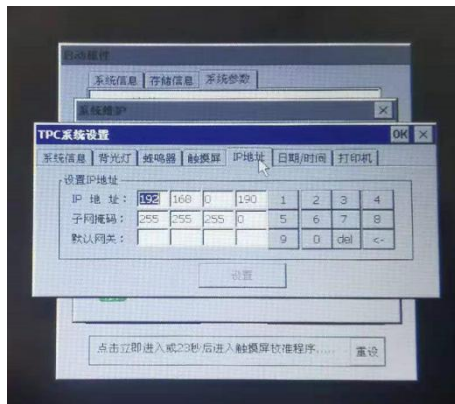 启动属性
系统信息 存储信息 系统参数
系统维护
TPC系统设置 OK ×
系统信息 背光灯 蜂鸣器 触摸屏 IP地址 日期/时间 打印机
设置IP地址
IP 地 址： 192 168 0 190 1 2 3 4
子网掩码： 255 255 255 0 5 6 7 8
默认网关： 9 0 del <-
设置
点击立即进入或23秒后进入触摸屏校准程序..... 重设